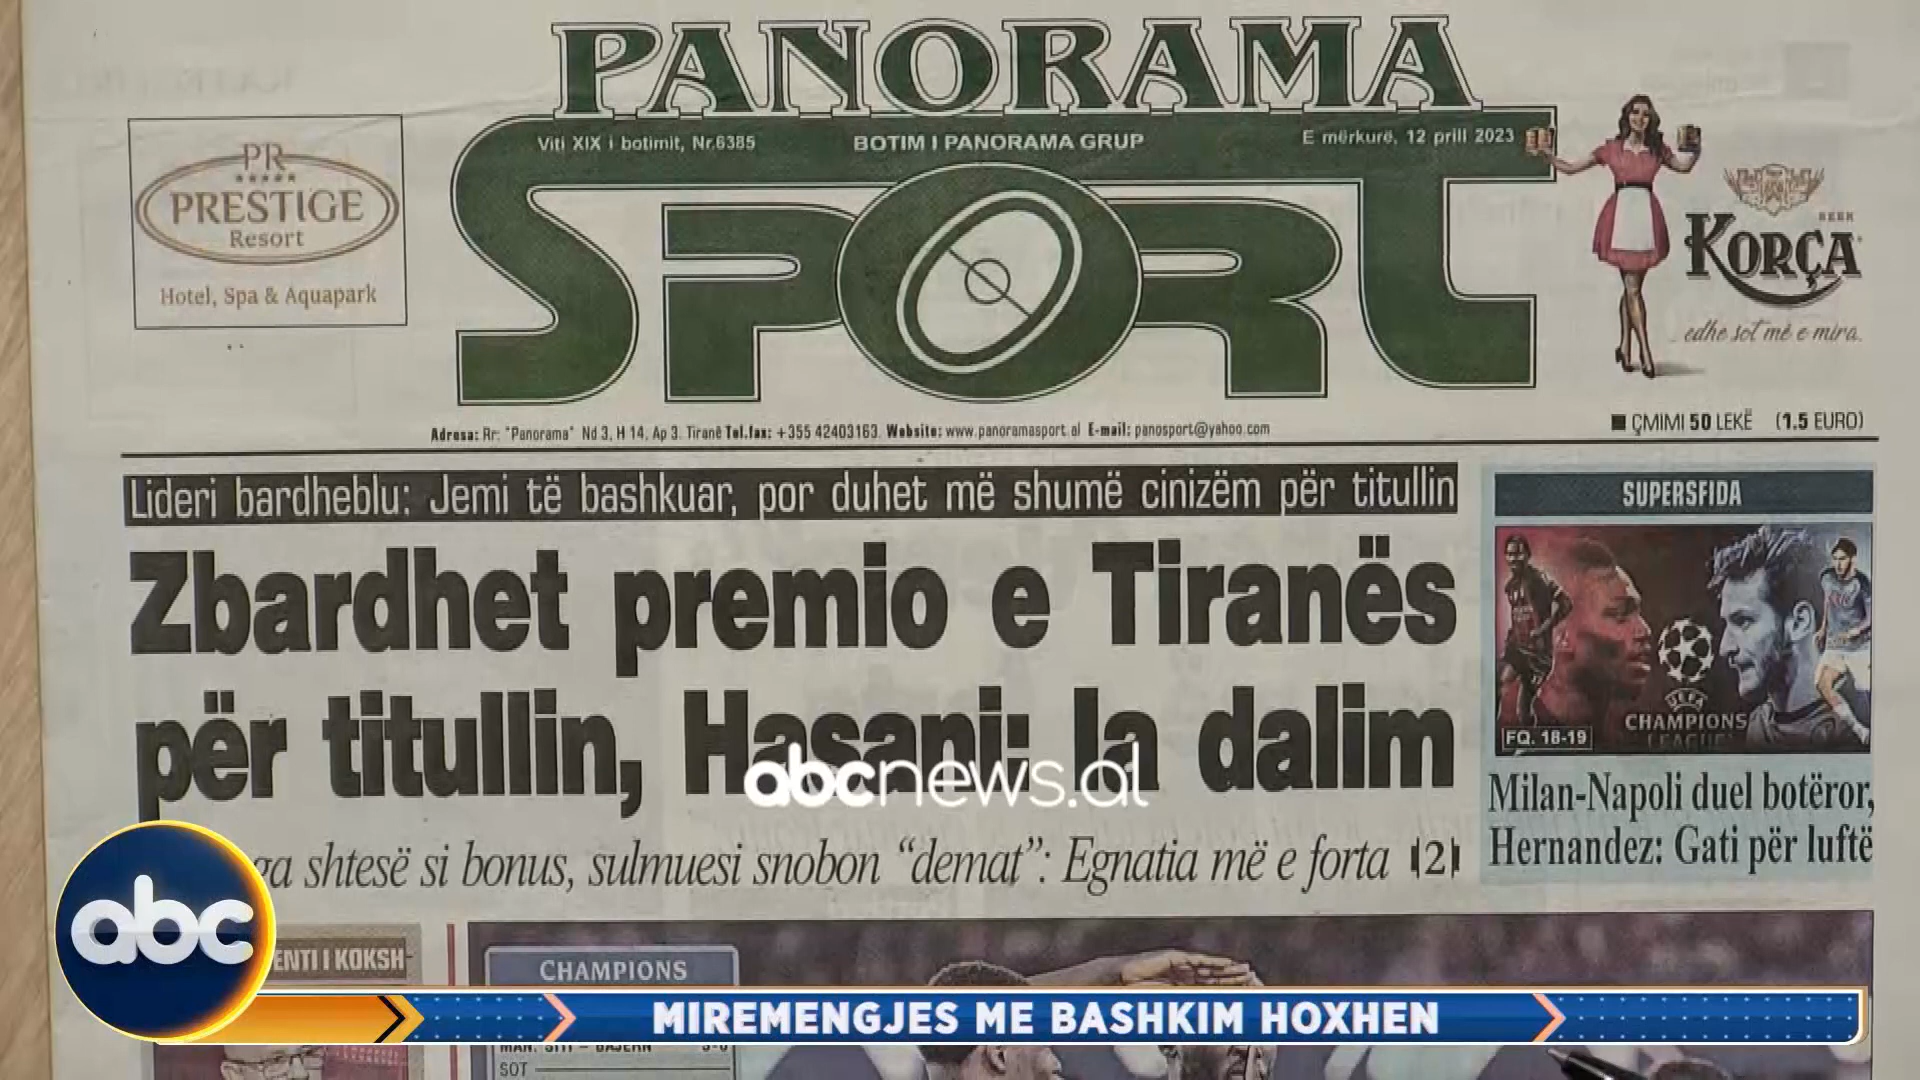 PANORAMA
Viti XIX i botimit, Nr.6385
BOTIM I PANORAMA GRUP
E mërkurë, 12 prill 2023
SPORT
PR
PRESTIGE
Resort
Hotel, Spa & Aquapark
BEER
KORÇA
edhe sot më e mira.
Adresa: Rr: "Panorama" Nd 3, H 14, Ap 3. Tiranë Tel.fax: +355 42403163. Website: www.panoramasport.al E-mail: panosport@yahoo.com
ÇMIMI 50 LEKË (1.5 EURO)
Lideri bardheblu: Jemi të bashkuar, por duhet më shumë cinizëm për titullin
Zbardhet premio e Tiranës
për titullin, Hasani: Ia dalim
shtesë si bonus, sulmuesi snobon “demat”: Egnatia më e forta 2
SUPERSFIDA
UEFA
CHAMPIONS
LEAGUE
FQ. 18-19
Milan-Napoli duel botëror,
Hernandez: Gati për luftë
abcnews.al
abc
ENTI I KOKSH-
CHAMPIONS
MIREMENGJES ME BASHKIM HOXHEN
SOT